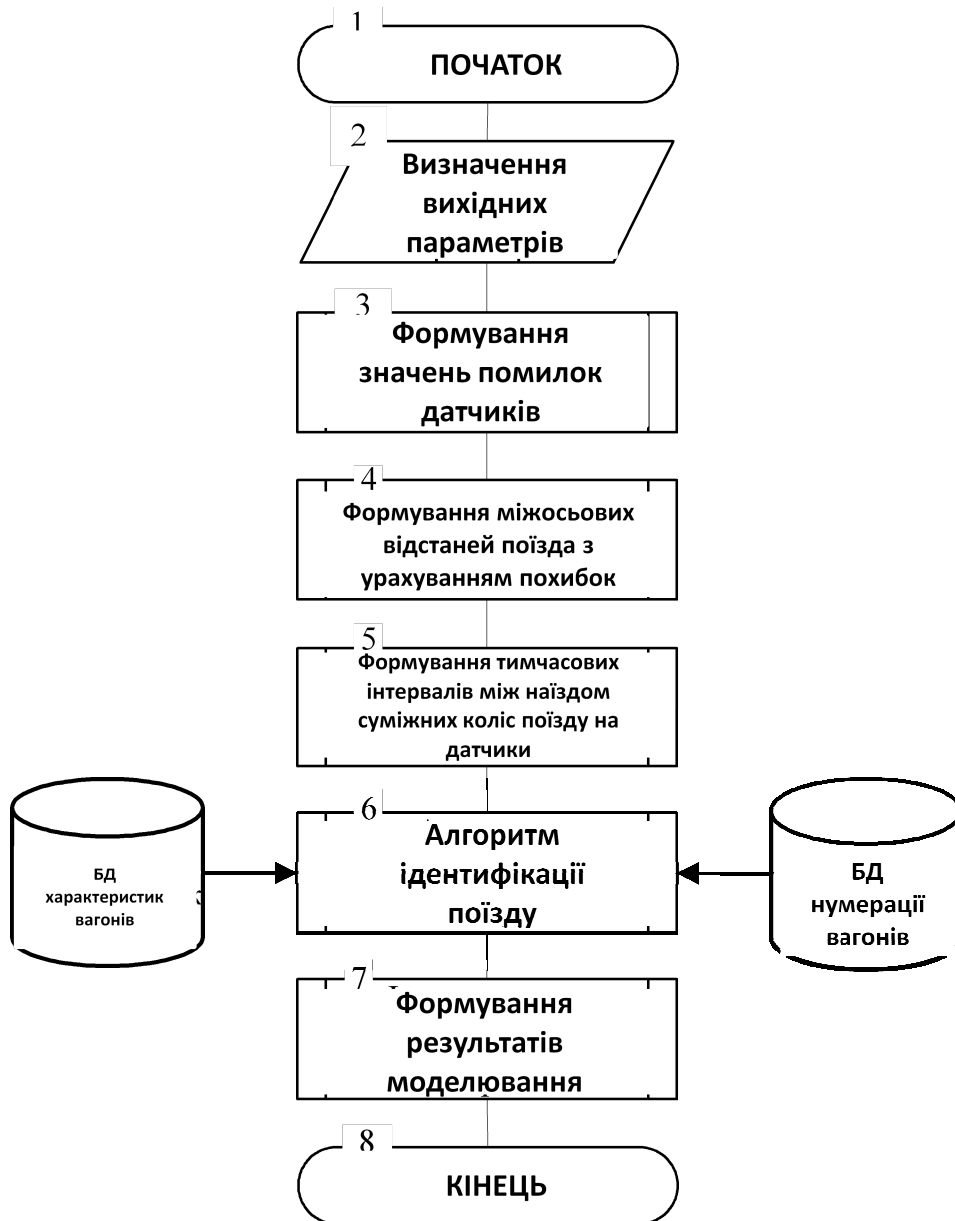 1
ПОЧАТОК
2
Визначення
вихідних
параметрів
3
Формування
значень помилок
датчиків
4
Формування міжосьових
відстаней поїзда з
урахуванням похибок
5
Формування тимчасових
інтервалів між наїздом
суміжних коліс поїзду на
датчики
6
Алгоритм
ідентифікації
поїзду
БД
характеристик
вагонів
БД
нумерації
вагонів
7
Формування
результатів
моделювання
8
КІНЕЦЬ